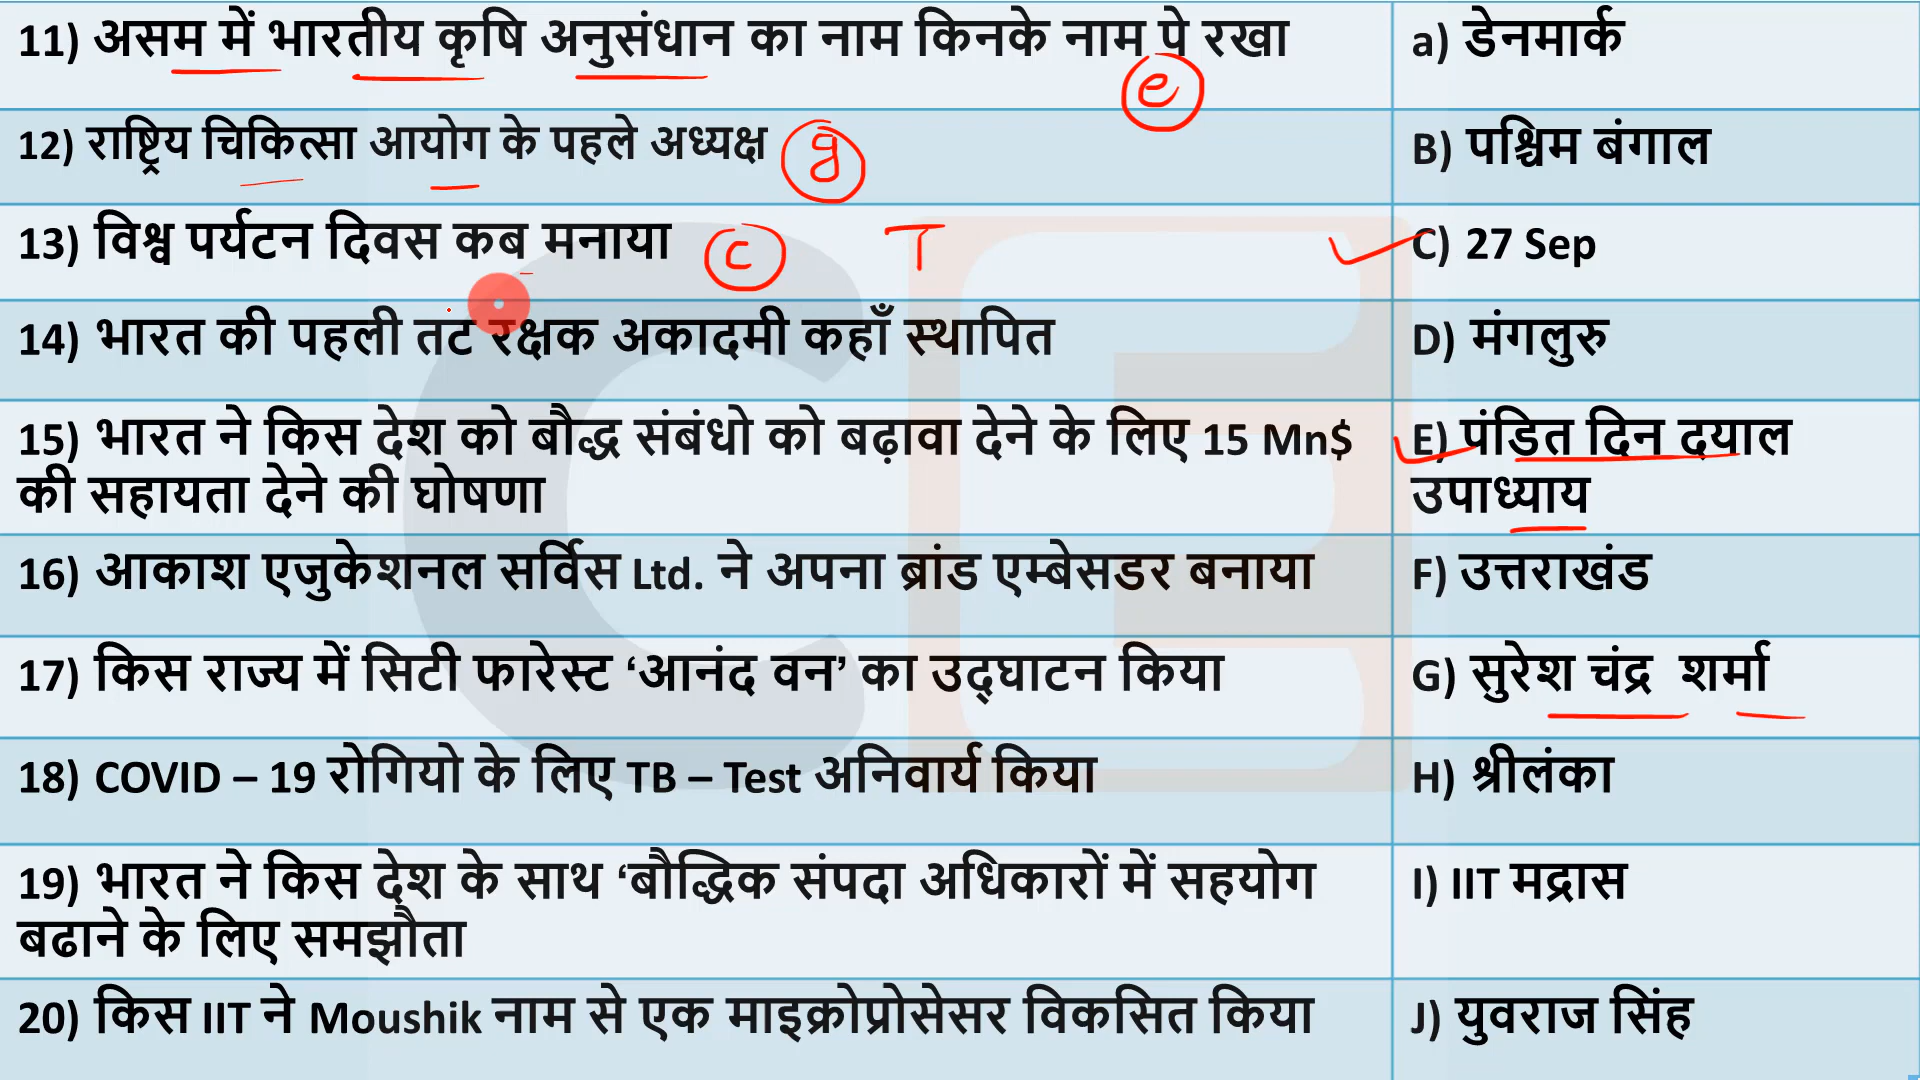 11) असम में भारतीय कृषि अनुसंधान का नाम किनके नाम पे रखा
e
a) डेनमार्क
12) राष्ट्रिय चिकित्सा आयोग के पहले अध्यक्ष
g
B) पश्चिम बंगाल
13) विश्व पर्यटन दिवस कब मनाया
c
T
C) 27 Sep
14) भारत की पहली तट रक्षक अकादमी कहाँ स्थापित
D) मंगलुरु
15) भारत ने किस देश को बौद्ध संबंधो को बढ़ावा देने के लिए 15 Mn$
की सहायता देने की घोषणा
E) पंडित दिन दयाल
उपाध्याय
16) आकाश एजुकेशनल सर्विस Ltd. ने अपना ब्रांड एम्बेसडर बनाया
F) उत्तराखंड
17) किस राज्य में सिटी फारेस्ट ‘आनंद वन’ का उद्घाटन किया
G) सुरेश चंद्र शर्मा
18) COVID – 19 रोगियो के लिए TB – Test अनिवार्य किया
H) श्रीलंका
19) भारत ने किस देश के साथ ‘बौद्धिक संपदा अधिकारों में सहयोग
बढाने के लिए समझौता
I) IIT मद्रास
20) किस IIT ने Moushik नाम से एक माइक्रोप्रोसेसर विकसित किया
J) युवराज सिंह
CE